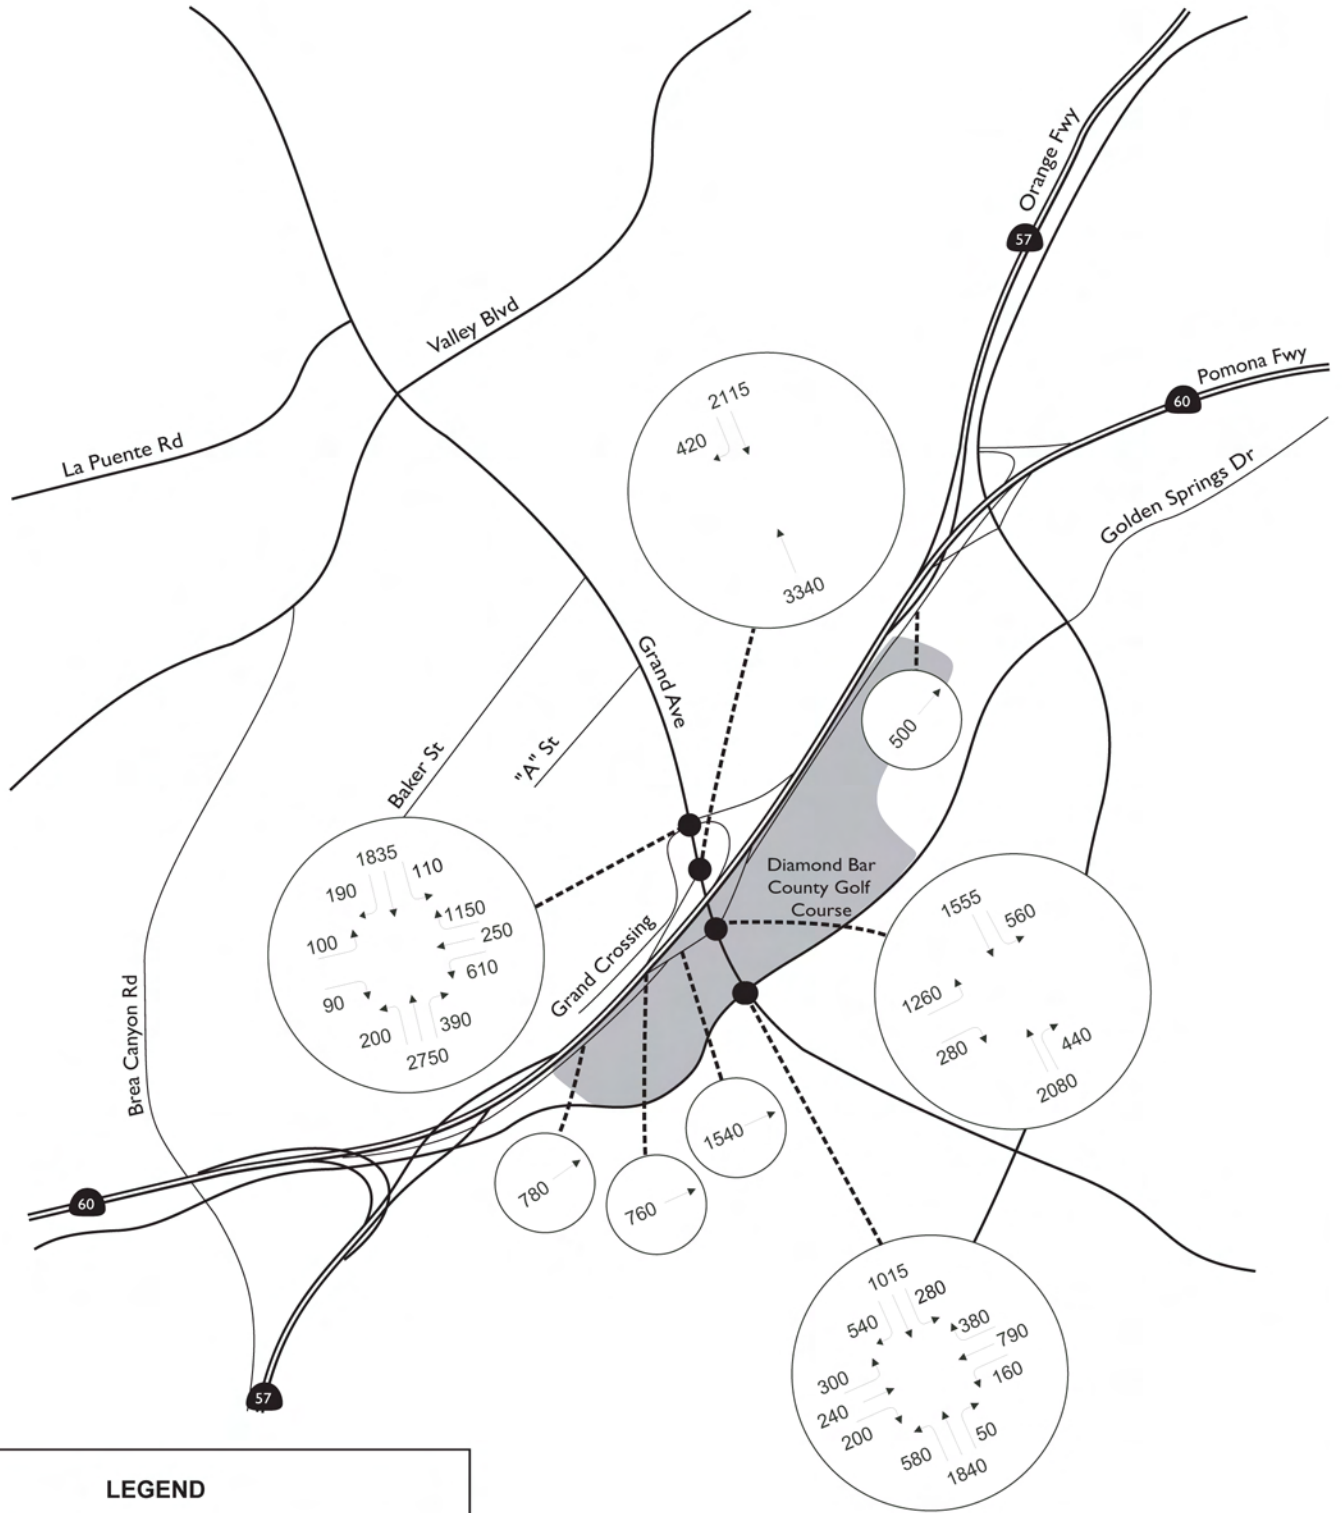 Orange Fwy
57
Pomona Fwy
60
Golden Springs Dr
Valley Blvd
La Puente Rd
2115
420
3340
Grand Ave
"A" St
Baker St
500
Diamond Bar
County Golf
Course
Grand Crossing
Brea Canyon Rd
1835
110
190
1150
100
250
610
90
390
200
2750
1555
560
1260
440
280
2080
1540
780
760
60
57
1015
280
540
380
790
300
160
240
200
50
580
1840
LEGEND